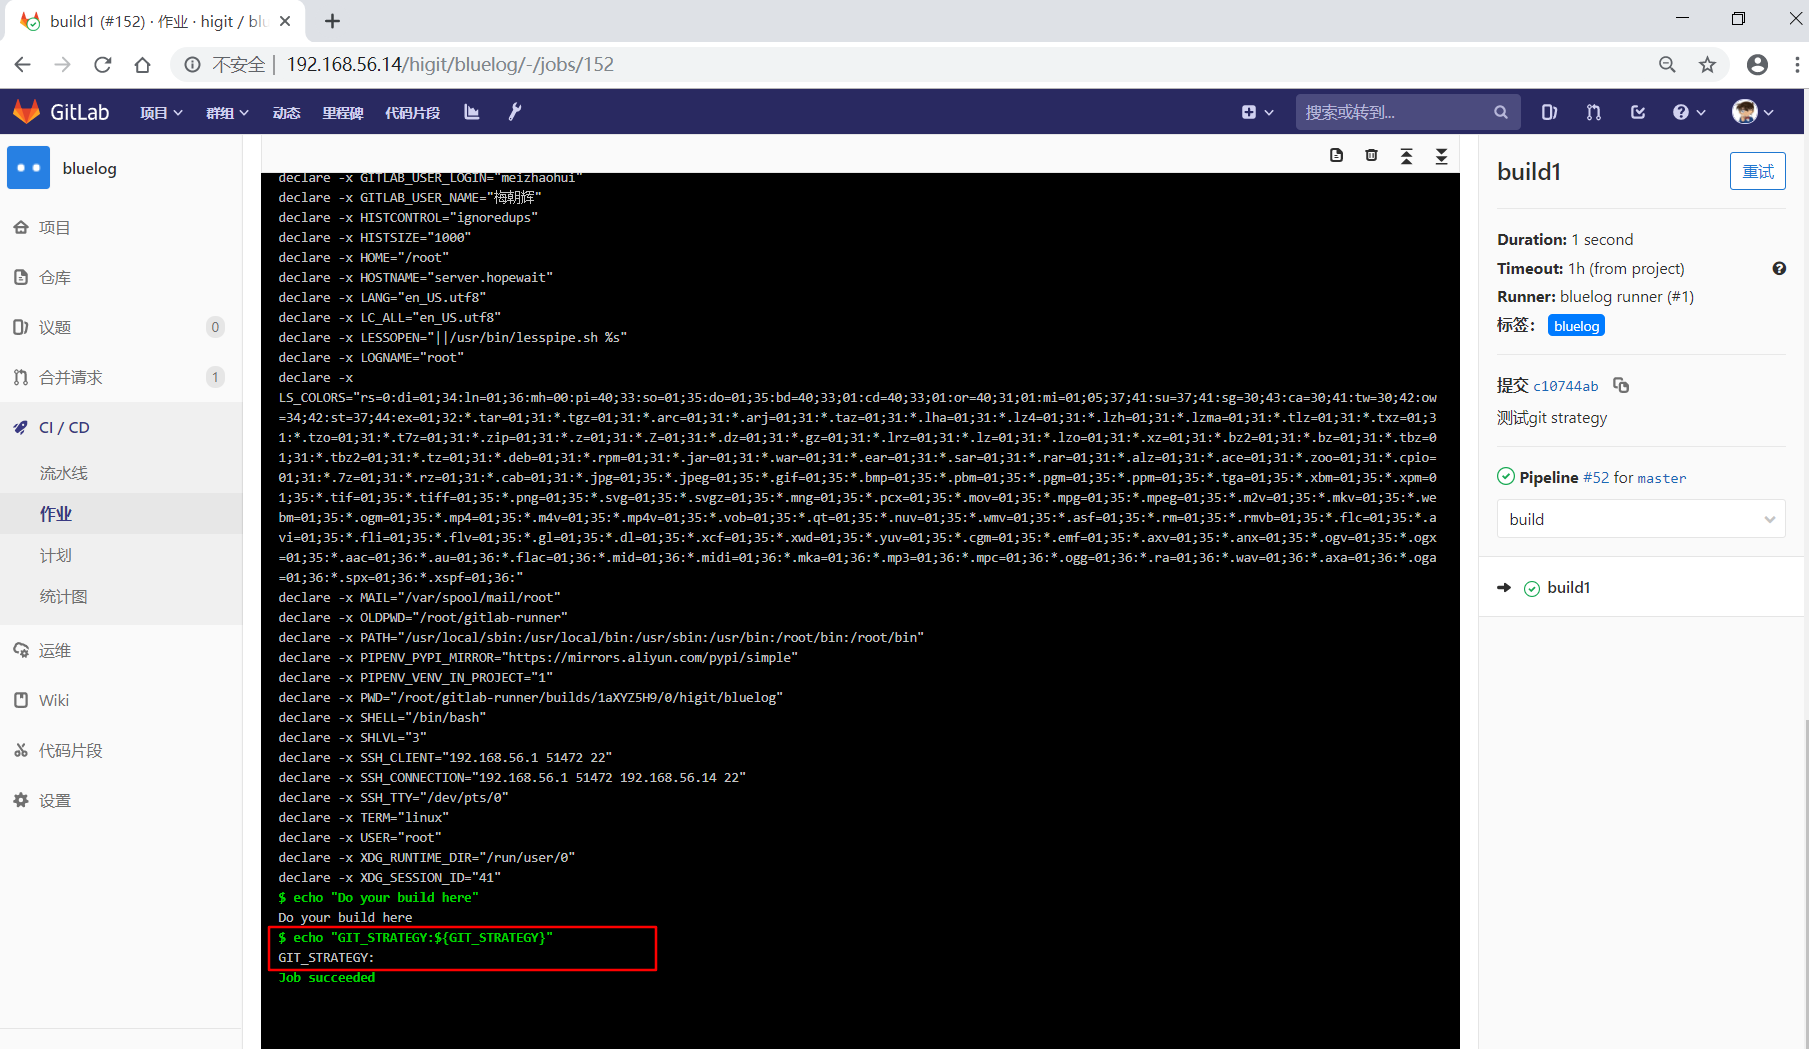 build1 (#152) · 作业 · higit / blu
不安全 | 192.168.56.14/higit/bluelog/-/jobs/152
GitLab 项目 群组 动态 里程碑 代码片段 搜索或转到...
bluelog
项目
仓库
议题 0
合并请求 1
CI / CD
流水线
作业
计划
统计图
运维
Wiki
代码片段
设置
declare -x GITLAB_USER_LOGIN="meizhaohui"
declare -x GITLAB_USER_NAME="梅朝辉"
declare -x HISTCONTROL="ignoredups"
declare -x HISTSIZE="1000"
declare -x HOME="/root"
declare -x HOSTNAME="server.hopewait"
declare -x LANG="en_US.utf8"
declare -x LC_ALL="en_US.utf8"
declare -x LESSOPEN="||/usr/bin/lesspipe.sh %s"
declare -x LOGNAME="root"
declare -x
LS_COLORS="rs=0:di=01;34:ln=01;36:mh=00:pi=40;33:so=01;35:do=01;35:bd=40;33;01:cd=40;33;01:or=40;31;01:mi=01;05;37;41:su=37;41:sg=30;43:ca=30;41:tw=30;42:ow
=34;42:st=37;44:ex=01;32:*.tar=01;31:*.tgz=01;31:*.arc=01;31:*.arj=01;31:*.taz=01;31:*.lha=01;31:*.lz4=01;31:*.lzh=01;31:*.lzma=01;31:*.tlz=01;31:*.txz=01;3
1:*.tzo=01;31:*.t7z=01;31:*.zip=01;31:*.z=01;31:*.Z=01;31:*.dz=01;31:*.gz=01;31:*.lrz=01;31:*.lz=01;31:*.lzo=01;31:*.xz=01;31:*.bz2=01;31:*.bz=01;31:*.tbz=0
1;31:*.tbz2=01;31:*.tz=01;31:*.deb=01;31:*.rpm=01;31:*.jar=01;31:*.war=01;31:*.ear=01;31:*.sar=01;31:*.rar=01;31:*.alz=01;31:*.ace=01;31:*.zoo=01;31:*.cpio=
01;31:*.7z=01;31:*.rz=01;31:*.cab=01;31:*.jpg=01;35:*.jpeg=01;35:*.gif=01;35:*.bmp=01;35:*.pbm=01;35:*.pgm=01;35:*.ppm=01;35:*.tga=01;35:*.xbm=01;35:*.xpm=0
1;35:*.tif=01;35:*.tiff=01;35:*.png=01;35:*.svg=01;35:*.svgz=01;35:*.mng=01;35:*.pcx=01;35:*.mov=01;35:*.mpg=01;35:*.mpeg=01;35:*.m2v=01;35:*.mkv=01;35:*.we
bm=01;35:*.ogm=01;35:*.mp4=01;35:*.m4v=01;35:*.mp4v=01;35:*.vob=01;35:*.qt=01;35:*.nuv=01;35:*.wmv=01;35:*.asf=01;35:*.rm=01;35:*.rmvb=01;35:*.flc=01;35:*.a
vi=01;35:*.fli=01;35:*.flv=01;35:*.gl=01;35:*.dl=01;35:*.xcf=01;35:*.xwd=01;35:*.yuv=01;35:*.cgm=01;35:*.emf=01;35:*.axv=01;35:*.anx=01;35:*.ogv=01;35:*.ogx
=01;35:*.aac=01;36:*.au=01;36:*.flac=01;36:*.mid=01;36:*.midi=01;36:*.mka=01;36:*.mp3=01;36:*.mpc=01;36:*.ogg=01;36:*.ra=01;36:*.wav=01;36:*.axa=01;36:*.oga
=01;36:*.spx=01;36:*.xspf=01;36:"
declare -x MAIL="/var/spool/mail/root"
declare -x OLDPWD="/root/gitlab-runner"
declare -x PATH="/usr/local/sbin:/usr/local/bin:/usr/sbin:/usr/bin:/root/bin:/root/bin"
declare -x PIPENV_PYPI_MIRROR="https://mirrors.aliyun.com/pypi/simple"
declare -x PIPENV_VENV_IN_PROJECT="1"
declare -x PWD="/root/gitlab-runner/builds/1aXYZ5H9/0/higit/bluelog"
declare -x SHELL="/bin/bash"
declare -x SHLVL="3"
declare -x SSH_CLIENT="192.168.56.1 51472 22"
declare -x SSH_CONNECTION="192.168.56.1 51472 192.168.56.14 22"
declare -x SSH_TTY="/dev/pts/0"
declare -x TERM="linux"
declare -x USER="root"
declare -x XDG_RUNTIME_DIR="/run/user/0"
declare -x XDG_SESSION_ID="41"
$ echo "Do your build here"
Do your build here
$ echo "GIT_STRATEGY:${GIT_STRATEGY}"
GIT_STRATEGY:
Job succeeded
build1 重试
Duration: 1 second
Timeout: 1h (from project)
Runner: bluelog runner (#1)
标签： bluelog
提交 c10744ab
测试git strategy
Pipeline #52 for master
build
build1